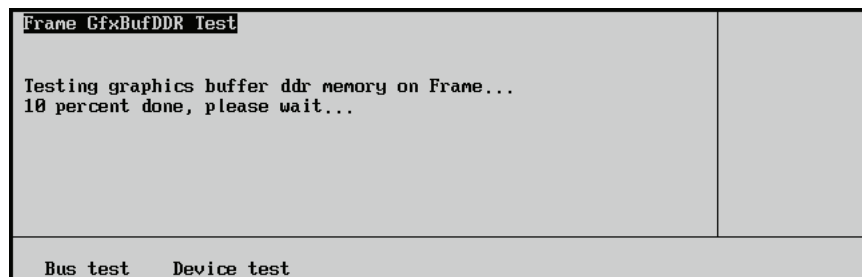 Frame GfxBufDDR Test
Testing graphics buffer ddr memory on Frame...
10 percent done, please wait...
Bus test Device test